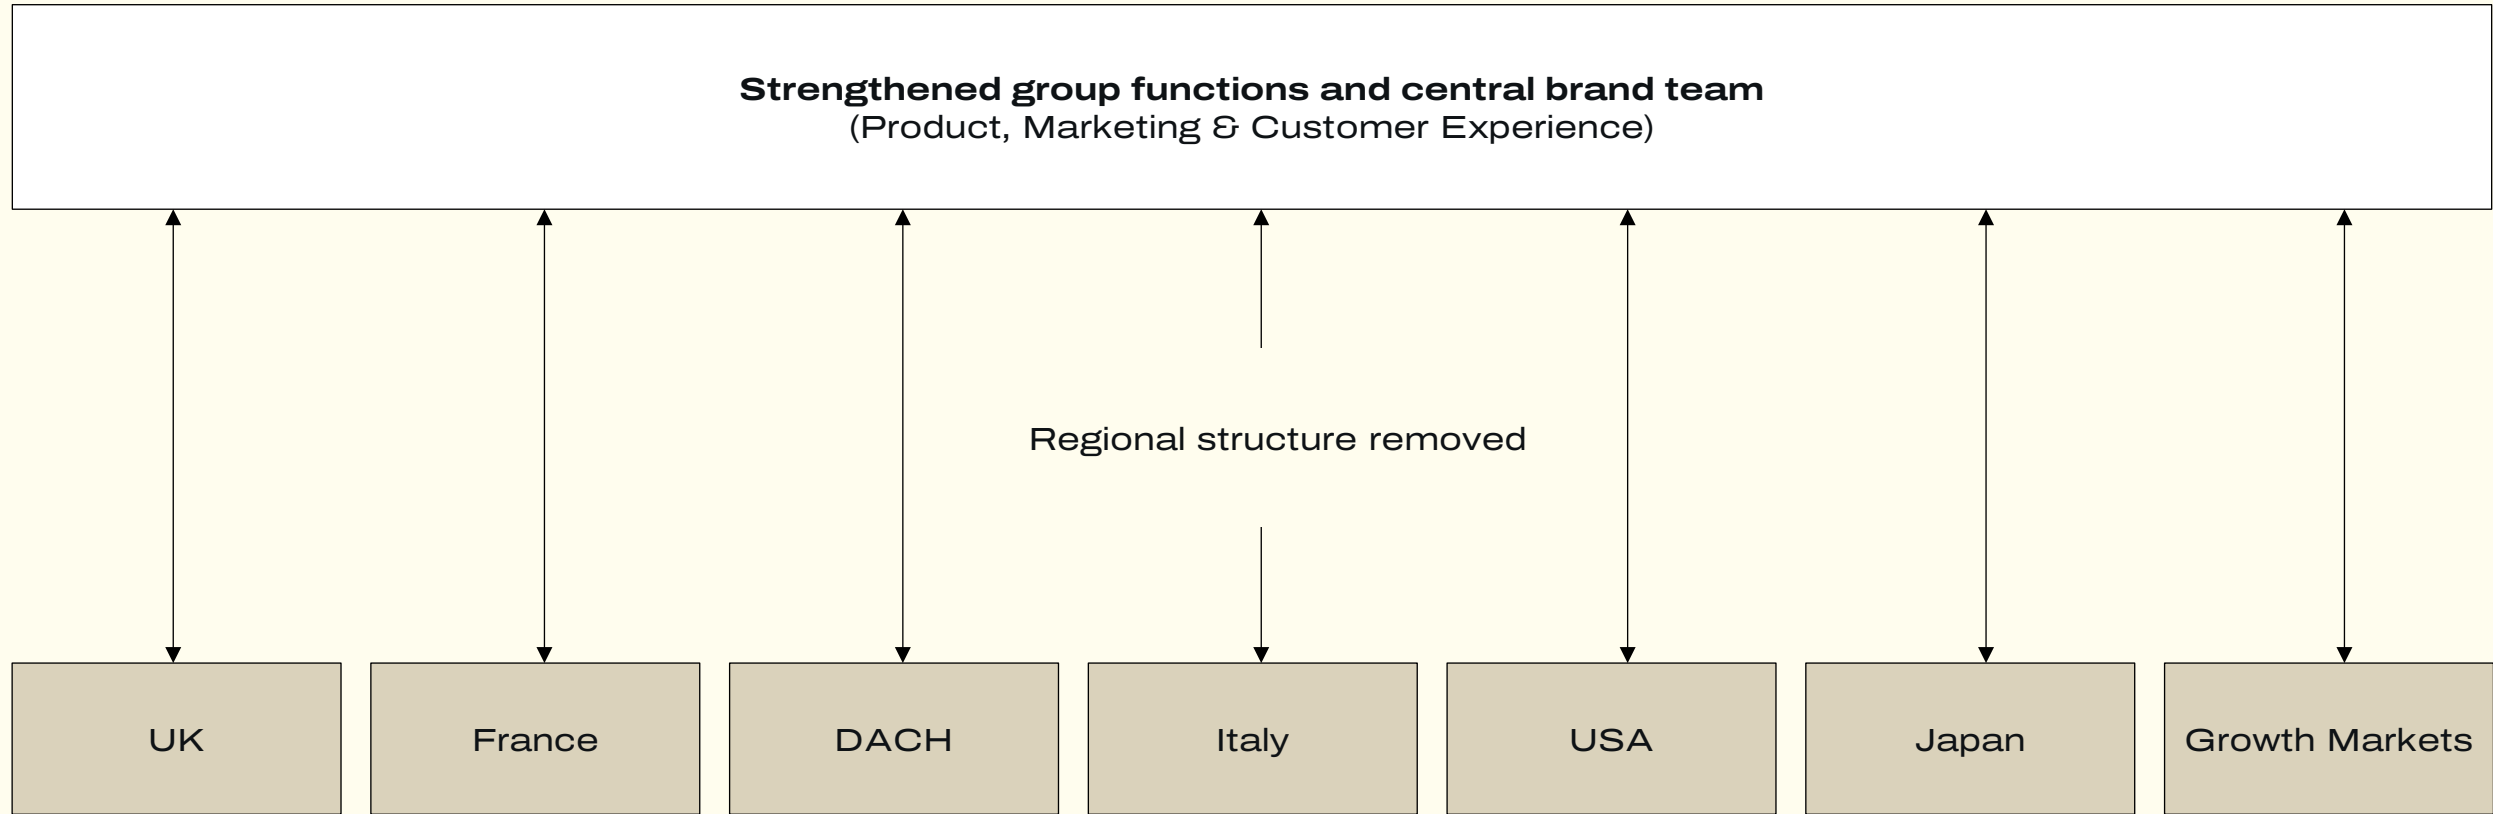 Strengthened group functions and central brand team
(Product, Marketing & Customer Experience)
Regional structure removed
UK
France
DACH
Italy
USA
Japan
Growth Markets